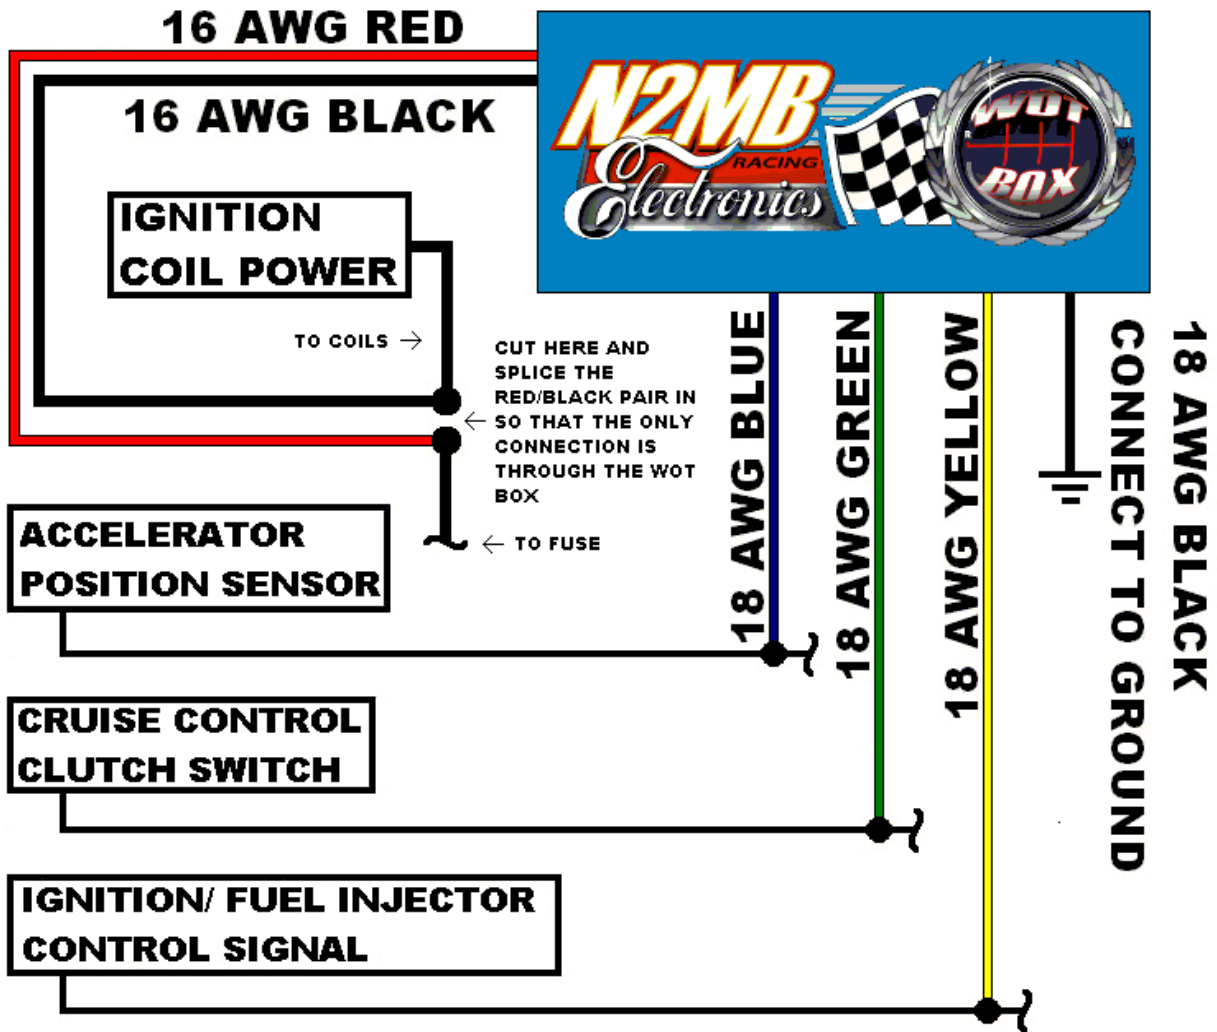 16 AWG RED
16 AWG BLACK
N2MB
RACING
Electronics
WOT
R
BOX
IGNITION
COIL POWER
TO COILS →
CUT HERE AND
SPLICE THE
RED/BLACK PAIR IN
← SO THAT THE ONLY
CONNECTION IS
THROUGH THE WOT
BOX
← TO FUSE
18 AWG BLUE
18 AWG GREEN
18 AWG YELLOW
18 AWG BLACK
CONNECT TO GROUND
ACCELERATOR
POSITION SENSOR
CRUISE CONTROL
CLUTCH SWITCH
IGNITION/ FUEL INJECTOR
CONTROL SIGNAL